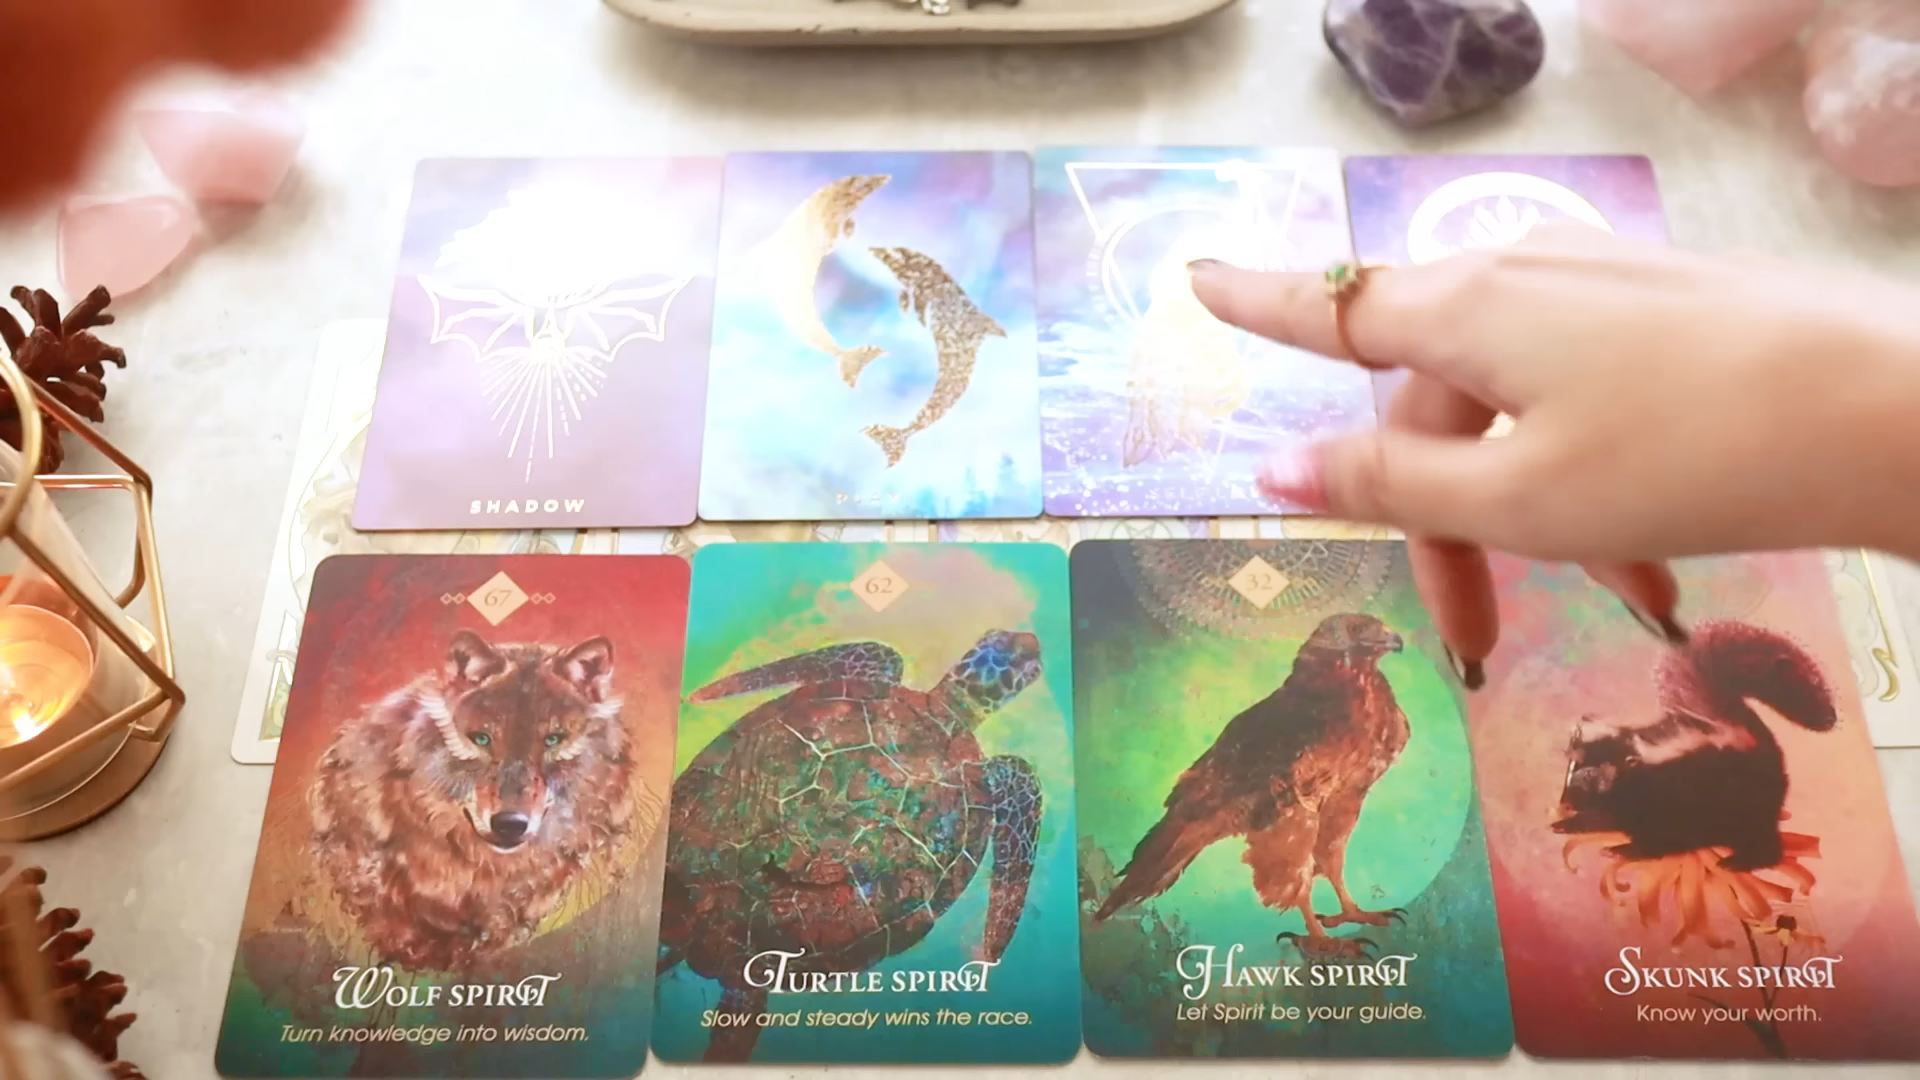 SHADOW
PLAY
67
62
32
WOLF SPIRIT
Turn knowledge into wisdom.
TURTLE SPIRIT
Slow and steady wins the race.
HAWK SPIRIT
Let Spirit be your guide.
SKUNK SPIRIT
Know your worth.